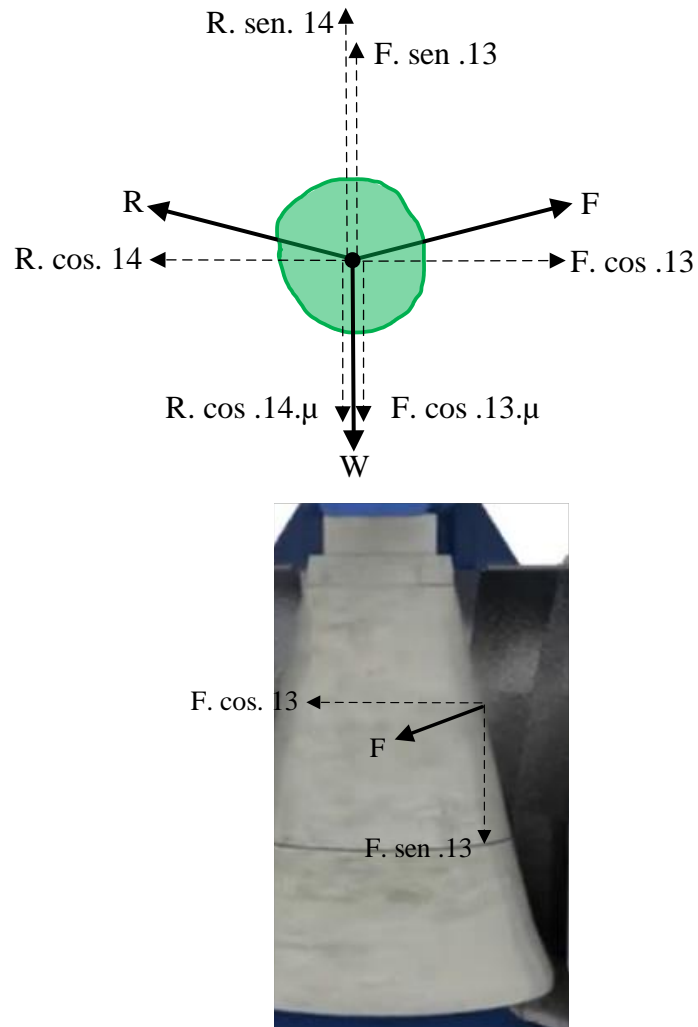 R. sen. 14
F. sen .13
R
F
R. cos. 14
F. cos .13
R. cos .14.μ
F. cos .13.μ
W
F. cos. 13
F
F. sen .13